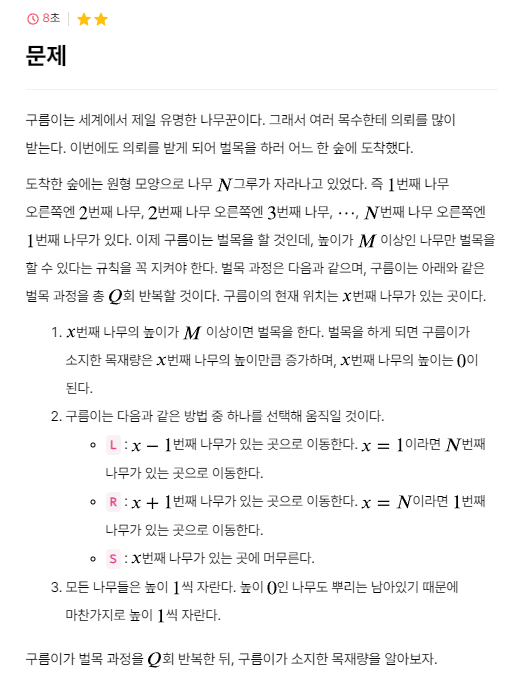 8초
문제
구름이는 세계에서 제일 유명한 나무꾼이다. 그래서 여러 목수한테 의뢰를 많이
받는다. 이번에도 의뢰를 받게 되어 벌목을 하러 어느 한 숲에 도착했다.
도착한 숲에는 원형 모양으로 나무 N그루가 자라나고 있었다. 즉 1번째 나무
오른쪽엔 2번째 나무, 2번째 나무 오른쪽엔 3번째 나무, ⋯, N번째 나무 오른쪽엔
1번째 나무가 있다. 이제 구름이는 벌목을 할 것인데, 높이가 M 이상인 나무만 벌목을
할 수 있다는 규칙을 꼭 지켜야 한다. 벌목 과정은 다음과 같으며, 구름이는 아래와 같은
벌목 과정을 총 Q회 반복할 것이다. 구름이의 현재 위치는 x번째 나무가 있는 곳이다.
1. x번째 나무의 높이가 M 이상이면 벌목을 한다. 벌목을 하게 되면 구름이가
소지한 목재량은 x번째 나무의 높이만큼 증가하며, x번째 나무의 높이는 0이
된다.
2. 구름이는 다음과 같은 방법 중 하나를 선택해 움직일 것이다.
L : x − 1번째 나무가 있는 곳으로 이동한다. x = 1이라면 N번째
나무가 있는 곳으로 이동한다.
R : x + 1번째 나무가 있는 곳으로 이동한다. x = N이라면 1번째
나무가 있는 곳으로 이동한다.
S : x번째 나무가 있는 곳에 머무른다.
3. 모든 나무들은 높이 1씩 자란다. 높이 0인 나무도 뿌리는 남아있기 때문에
마찬가지로 높이 1씩 자란다.
구름이가 벌목 과정을 Q회 반복한 뒤, 구름이가 소지한 목재량을 알아보자.